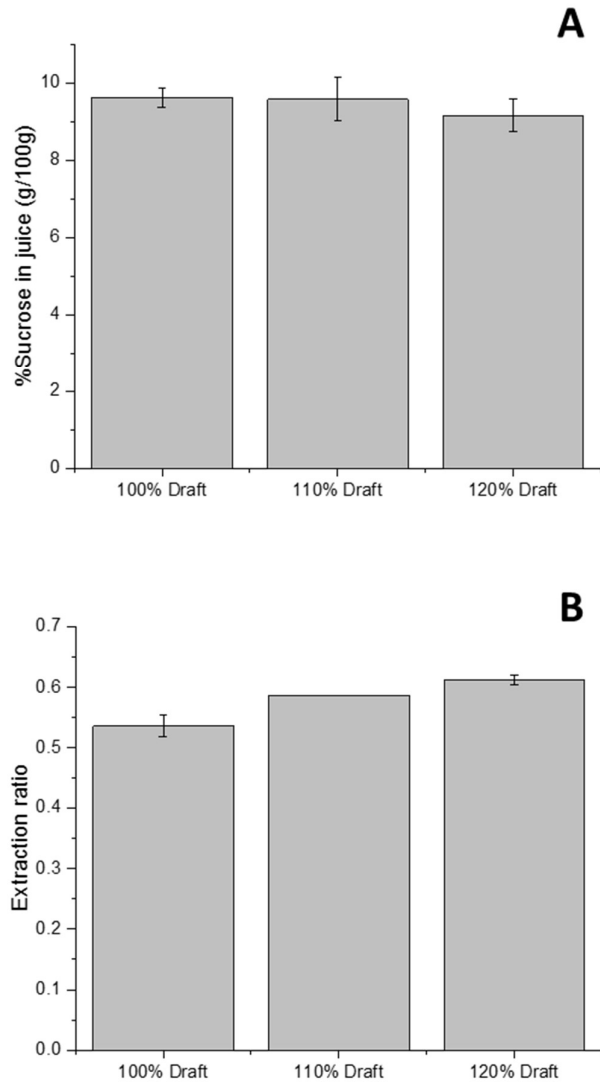 A
%Sucrose in juice (g/100g)
10
8
6
4
2
0
100% Draft 110% Draft 120% Draft
B
Extraction ratio
0.7
0.6
0.5
0.4
0.3
0.2
0.1
0.0
100% Draft 110% Draft 120% Draft